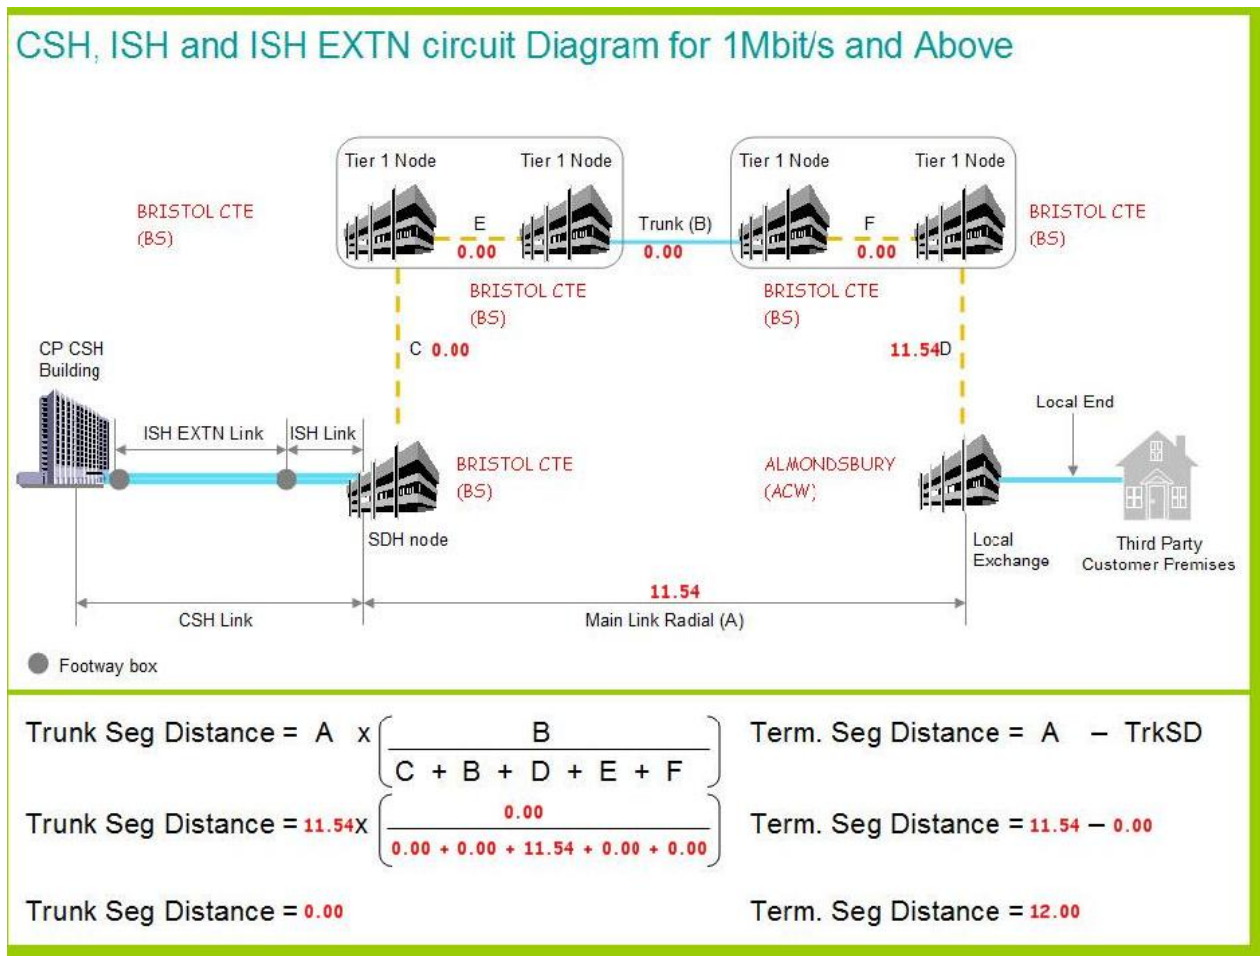 CSH, ISH and ISH EXTN circuit Diagram for 1Mbit/s and Above
Tier 1 Node
Tier 1 Node
Tier 1 Node
Tier 1 Node
BRISTOL CTE
(BS)
E
0.00
Trunk (B)
0.00
F
0.00
BRISTOL CTE
(BS)
BRISTOL CTE
(BS)
BRISTOL CTE
(BS)
C 0.00
11.54D
CP CSH
Building
ISH EXTN Link
ISH Link
BRISTOL CTE
(BS)
SDH node
ALMONDSBURY
(ACW)
Local End
Local
Exchange
Third Party
Customer Premises
CSH Link
11.54
Main Link Radial (A)
Footway box
Trunk Seg Distance = A x
B
C + B + D + E + F
Term. Seg Distance = A – TrkSD
Trunk Seg Distance = 11.54x
0.00
0.00 + 0.00 + 11.54 + 0.00 + 0.00
Term. Seg Distance = 11.54 – 0.00
Trunk Seg Distance = 0.00
Term. Seg Distance = 12.00